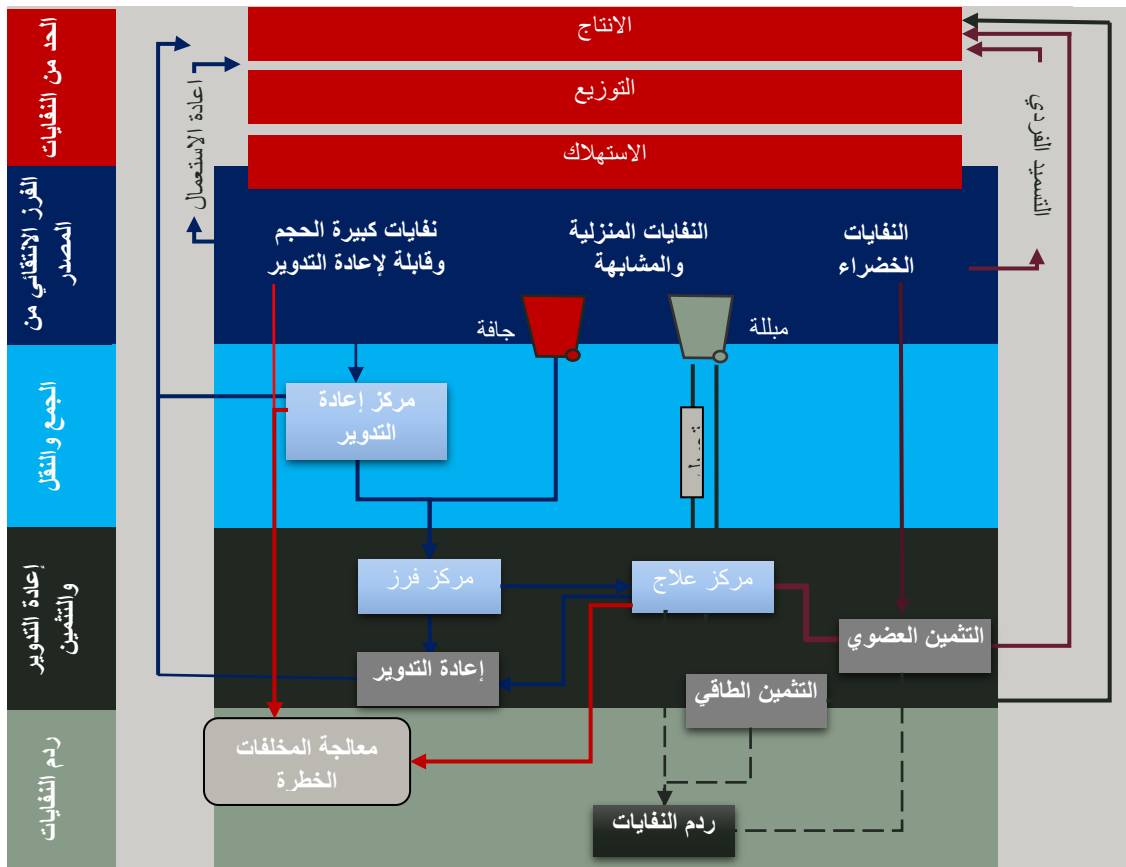 الحد من النفايات
الفرز الانتقائي من
المصدر
الجمع والنقل
إعادة التدوير
والتثمين
ردم النفايات
الانتاج
التوزيع
الاستهلاك
اعادة الاستعمال
التسميد الفردي
نفايات كبيرة الحجم
وقابلة لإعادة التدوير
النفايات المنزلية
والمشابهة
النفايات
الخضراء
جافة
مبللة
مركز إعادة
التدوير
مركز فرز
مركز علاج
إعادة التدوير
التثمين العضوي
التثمين الطاقي
معالجة المخلفات
الخطرة
ردم النفايات